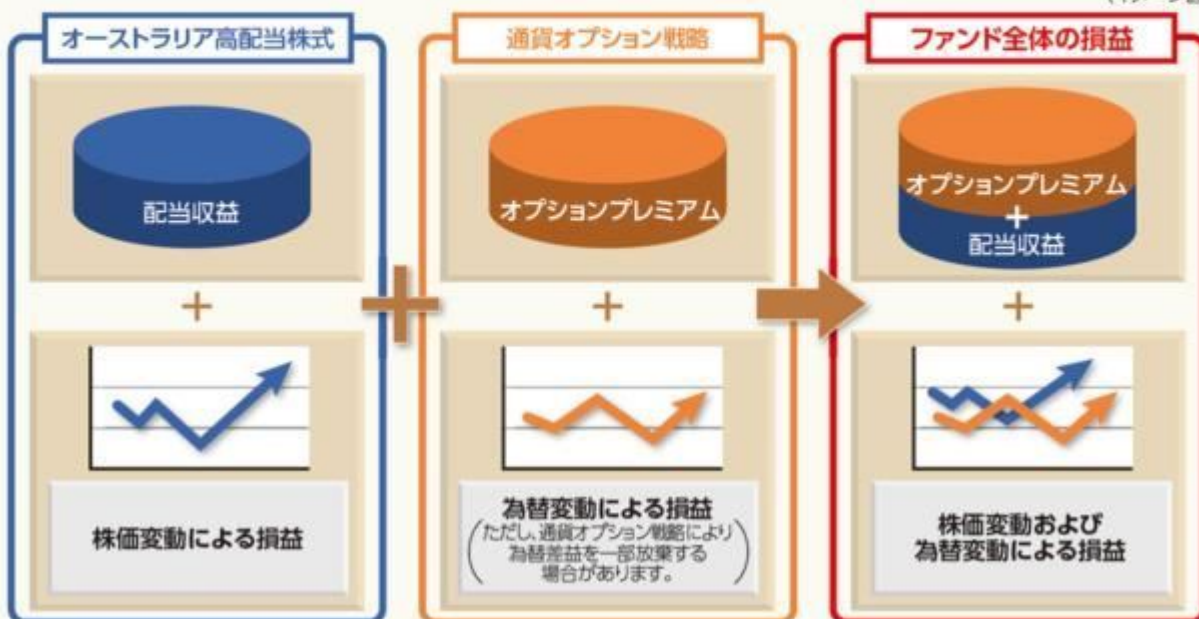 オーストラリア高配当株式
配当収益
+
株価変動による損益
+
通貨オプション戦略
オプションプレミアム
+
為替変動による損益
(ただし、通貨オプション戦略により
為替差益を一部放棄する
場合があります。)
ファンド全体の損益
オプションプレミアム
+
配当収益
+
株価変動および
為替変動による損益